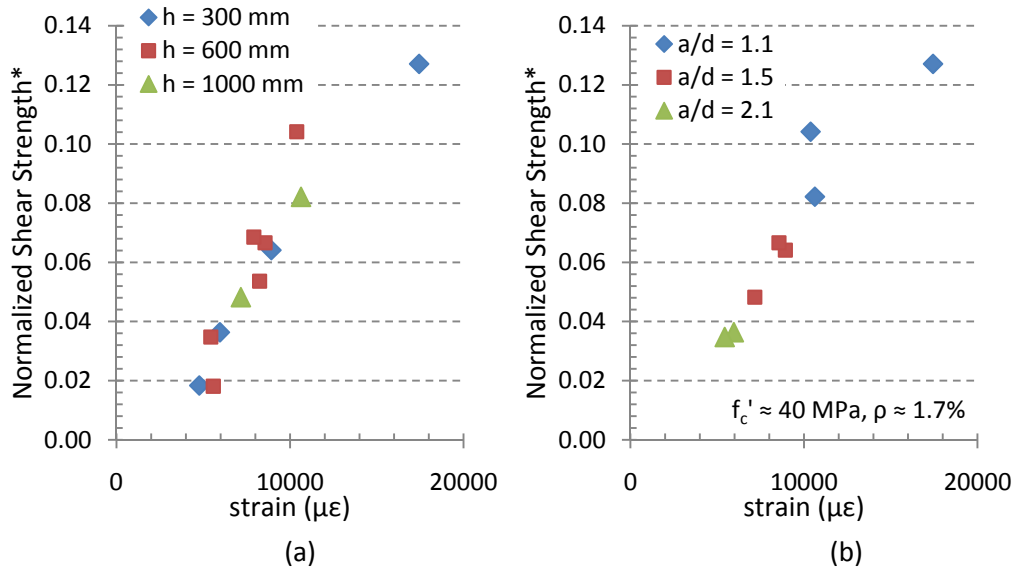 Normalized Shear Strength*
0.14
0.12
0.10
0.08
0.06
0.04
0.02
0.00
h = 300 mm
h = 600 mm
h = 1000 mm
0
10000
20000
strain (µε)
(a)
Normalized Shear Strength*
0.14
0.12
0.10
0.08
0.06
0.04
0.02
0.00
a/d = 1.1
a/d = 1.5
a/d = 2.1
fc' ≈ 40 MPa, ρ ≈ 1.7%
0
10000
20000
strain (µε)
(b)